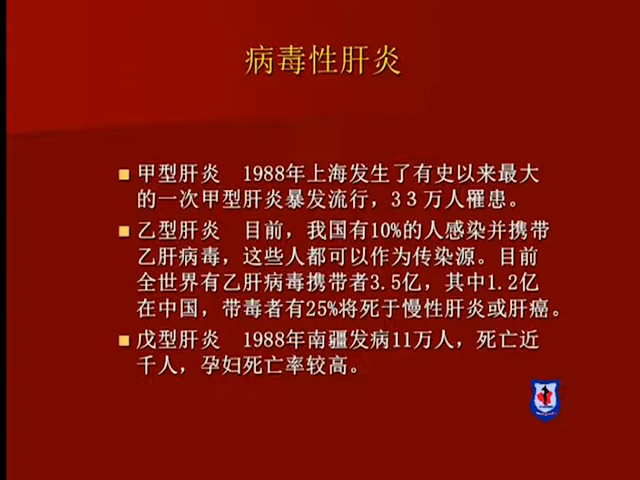 病毒性肝炎
甲型肝炎 1988年上海发生了有史以来最大
的一次甲型肝炎暴发流行，33万人罹患。
乙型肝炎 目前，我国有10%的人感染并携带
乙肝病毒，这些人都可以作为传染源。目前
全世界有乙肝病毒携带者3.5亿，其中1.2亿
在中国，带毒者有25%将死于慢性肝炎或肝癌。
戊型肝炎 1988年南疆发病11万人，死亡近
千人，孕妇死亡率较高。